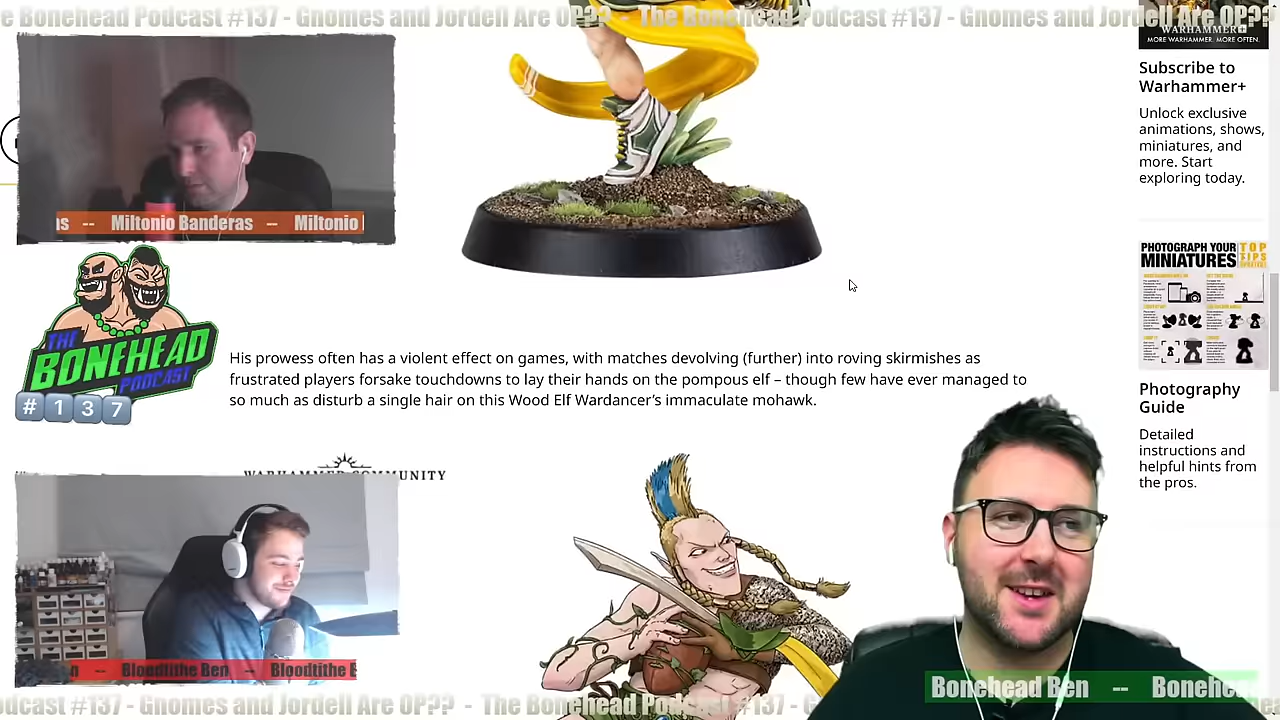 e Bonehead Podcast #137 - Gnomes and Jordell Are OP?? - The Bonehead Podcast #137 - Gnomes and Jordell Are OP??
WARHAMMER+
MORE WARHAMMER. MORE OFTEN.
Subscribe to
Warhammer+
Unlock exclusive
animations, shows,
miniatures, and
more. Start
exploring today.
as -- Miltonio Banderas -- Miltonio
THE
BONEHEAD
PODCAST
#137
PHOTOGRAPH YOUR
MINIATURES
TOP
TIPS
His prowess often has a violent effect on games, with matches devolving (further) into roving skirmishes as
frustrated players forsake touchdowns to lay their hands on the pompous elf – though few have ever managed to
so much as disturb a single hair on this Wood Elf Wardancer's immaculate mohawk.
Photography
Guide
Detailed
instructions and
helpful hints from
the pros.
WARHAMMER COMMUNITY
n -- Bloodtithe Ben -- Bloodtithe B
Bonehead Ben -- Bonehe
dcast #137 - Gnomes and Jordell Are OP?? - The Bonehead Podcast #137 - G